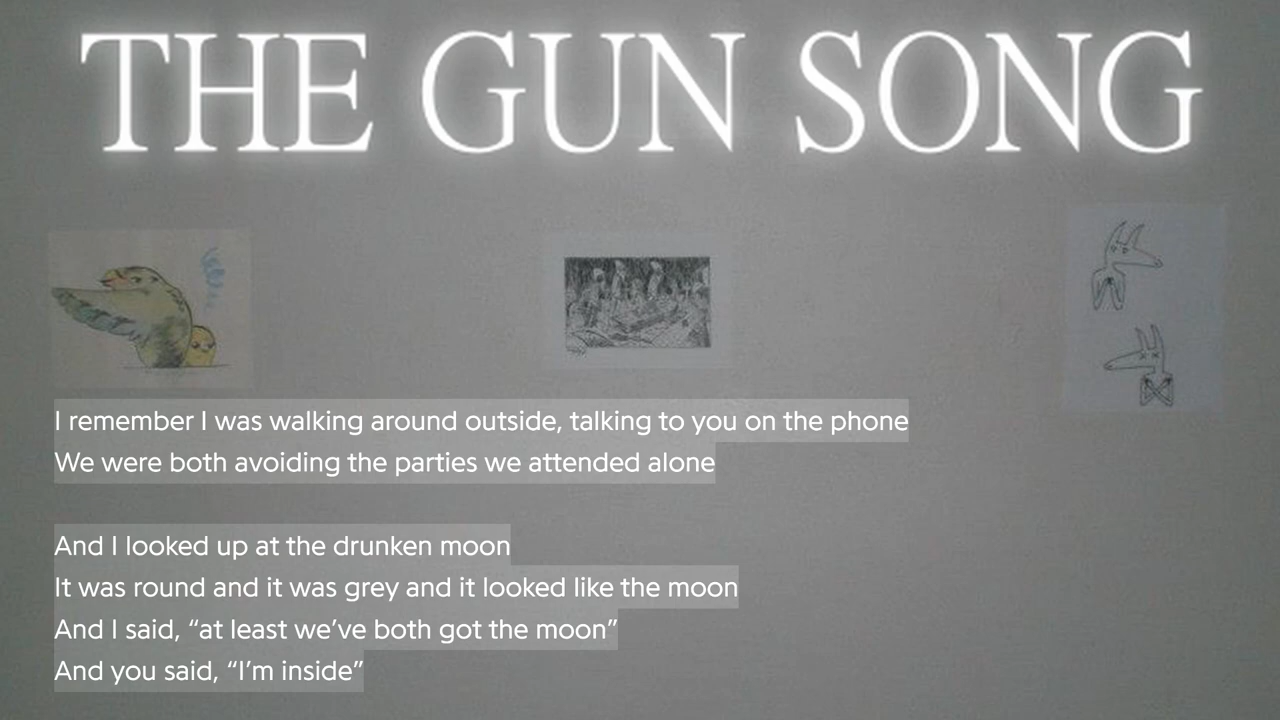 THE GUN SONG
I remember I was walking around outside, talking to you on the phone
We were both avoiding the parties we attended alone
And I looked up at the drunken moon
It was round and it was grey and it looked like the moon
And I said, “at least we’ve both got the moon”
And you said, “I’m inside”